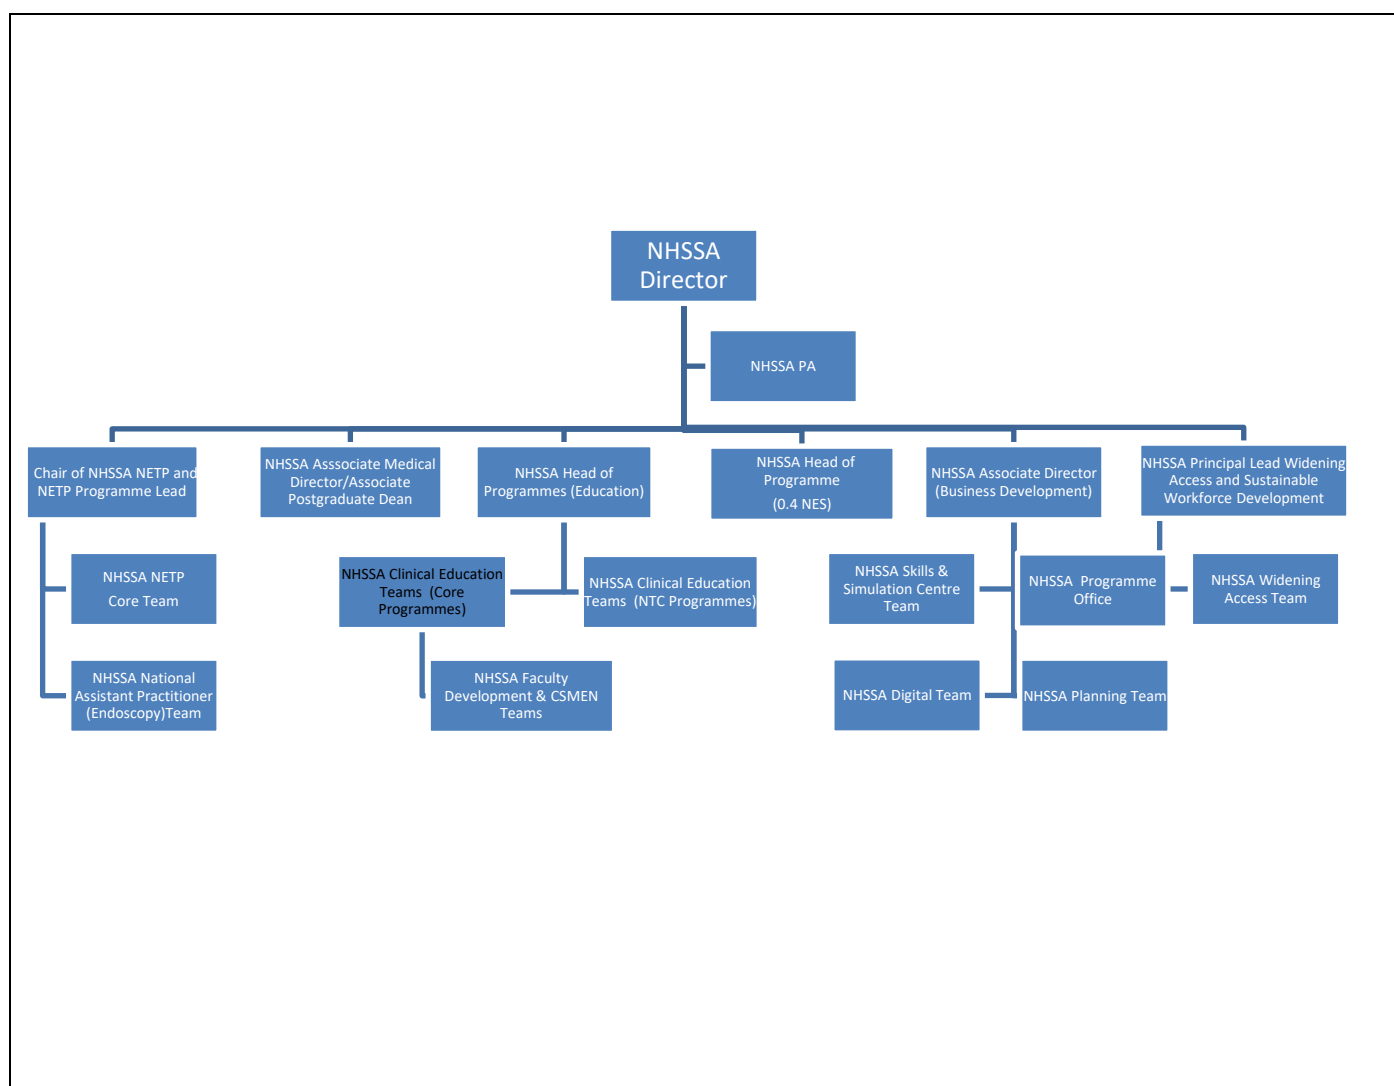 NHSSA
Director
NHSSA PA
Chair of NHSSA NETP and
NETP Programme Lead
NHSSA Asssociate Medical
Director/Associate
Postgraduate Dean
NHSSA Head of
Programmes (Education)
NHSSA Head of
Programme
(0.4 NES)
NHSSA Associate Director
(Business Development)
NHSSA Principal Lead Widening
Access and Sustainable
Workforce Development
NHSSA NETP
Core Team
NHSSA Clinical Education
Teams (Core
Programmes)
NHSSA Clinical Education
Teams (NTC Programmes)
NHSSA Skills &
Simulation Centre
Team
NHSSA Programme
Office
NHSSA Widening
Access Team
NHSSA National
Assistant Practitioner
(Endoscopy)Team
NHSSA Faculty
Development & CSMEN
Teams
NHSSA Digital Team
NHSSA Planning Team